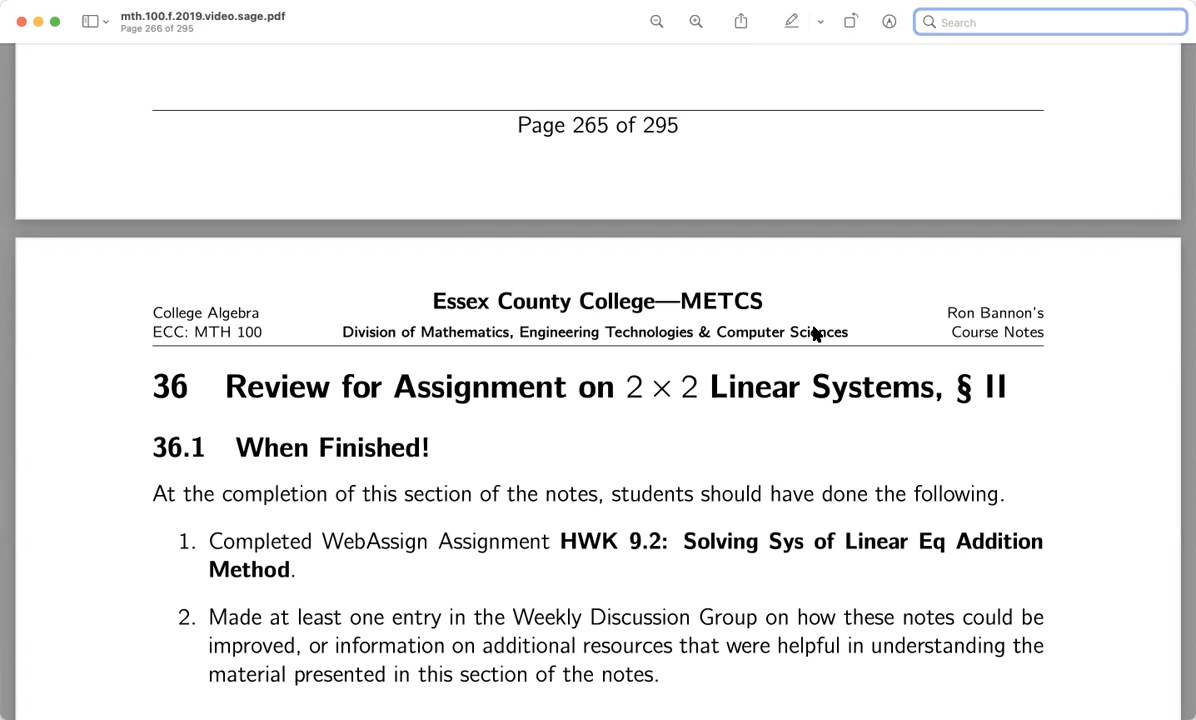 mth.100.f.2019.video.sage.pdf
Page 266 of 295
Search
Page 265 of 295
Essex County College—METCS
College Algebra
Ron Bannon's
ECC: MTH 100
Division of Mathematics, Engineering Technologies & Computer Sciences
Course Notes
36 Review for Assignment on 2 × 2 Linear Systems, § II
36.1 When Finished!
At the completion of this section of the notes, students should have done the following.
1. Completed WebAssign Assignment HWK 9.2: Solving Sys of Linear Eq Addition
Method.
2. Made at least one entry in the Weekly Discussion Group on how these notes could be
improved, or information on additional resources that were helpful in understanding the
material presented in this section of the notes.